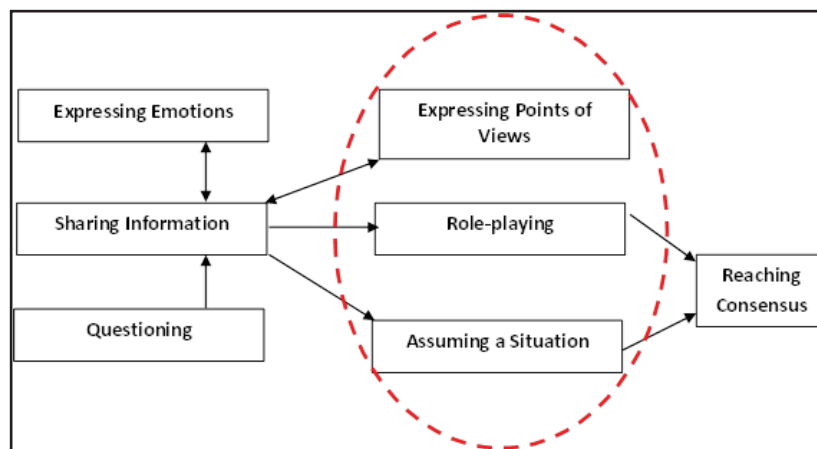 Expressing Emotions
Expressing Points of
Views
Sharing Information
Role-playing
Reaching
Consensus
Questioning
Assuming a Situation